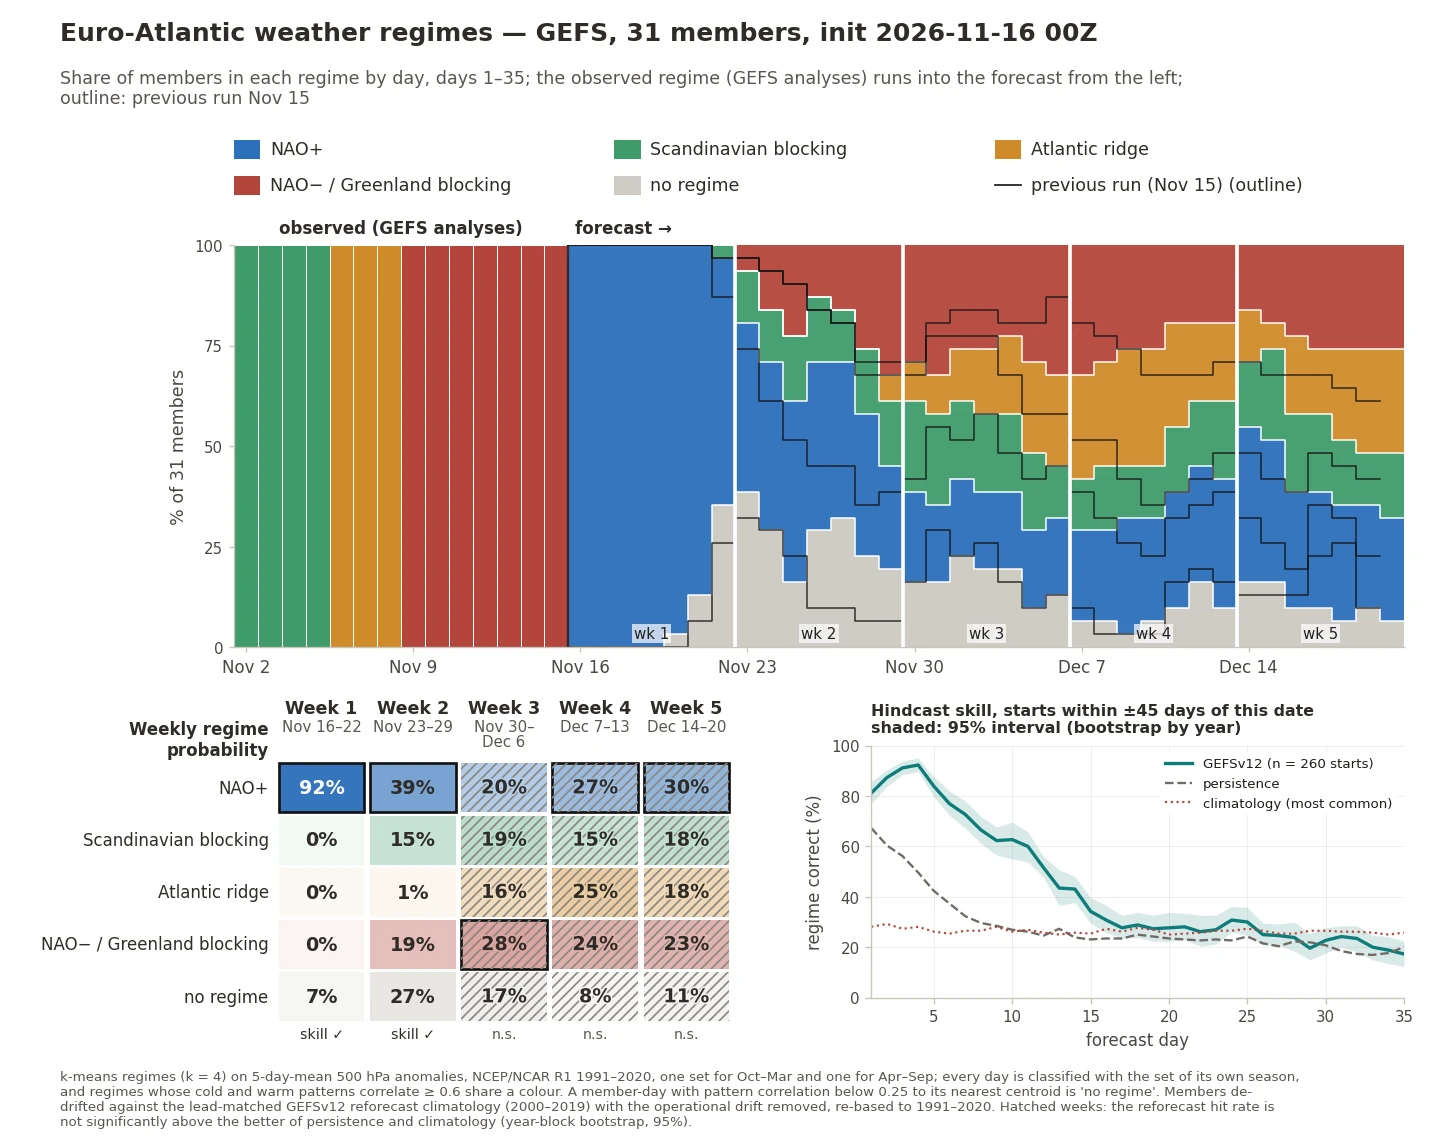 Euro-Atlantic weather regimes — GEFS, 31 members, init 2026-11-16 00Z
Share of members in each regime by day, days 1–35; the observed regime (GEFS analyses) runs into the forecast from the left;
outline: previous run Nov 15
NAO+
Scandinavian blocking
Atlantic ridge
NAO− / Greenland blocking
no regime
previous run (Nov 15) (outline)
observed (GEFS analyses)
forecast →
100
75
50
25
0
% of 31 members
wk 1
wk 2
wk 3
wk 4
wk 5
Nov 2
Nov 9
Nov 16
Nov 23
Nov 30
Dec 7
Dec 14
Weekly regime
probability
Week 1
Nov 16–22
Week 2
Nov 23–29
Week 3
Nov 30–
Dec 6
Week 4
Dec 7–13
Week 5
Dec 14–20
NAO+ 92% 39% 20% 27% 30%
Scandinavian blocking 0% 15% 19% 15% 18%
Atlantic ridge 0% 1% 16% 25% 18%
NAO− / Greenland blocking 0% 19% 28% 24% 23%
no regime 7% 27% 17% 8% 11%
skill ✓ skill ✓ n.s. n.s. n.s.
Hindcast skill, starts within ±45 days of this date
shaded: 95% interval (bootstrap by year)
GEFSv12 (n = 260 starts)
persistence
climatology (most common)
100
80
60
40
20
0
regime correct (%)
5
10
15
20
25
30
35
forecast day
k-means regimes (k = 4) on 5-day-mean 500 hPa anomalies, NCEP/NCAR R1 1991–2020, one set for Oct–Mar and one for Apr–Sep; every day is classified with the set of its own season,
and regimes whose cold and warm patterns correlate ≥ 0.6 share a colour. A member-day with pattern correlation below 0.25 to its nearest centroid is 'no regime'. Members de-
drifted against the lead-matched GEFSv12 reforecast climatology (2000–2019) with the operational drift removed, re-based to 1991–2020. Hatched weeks: the reforecast hit rate is
not significantly above the better of persistence and climatology (year-block bootstrap, 95%).